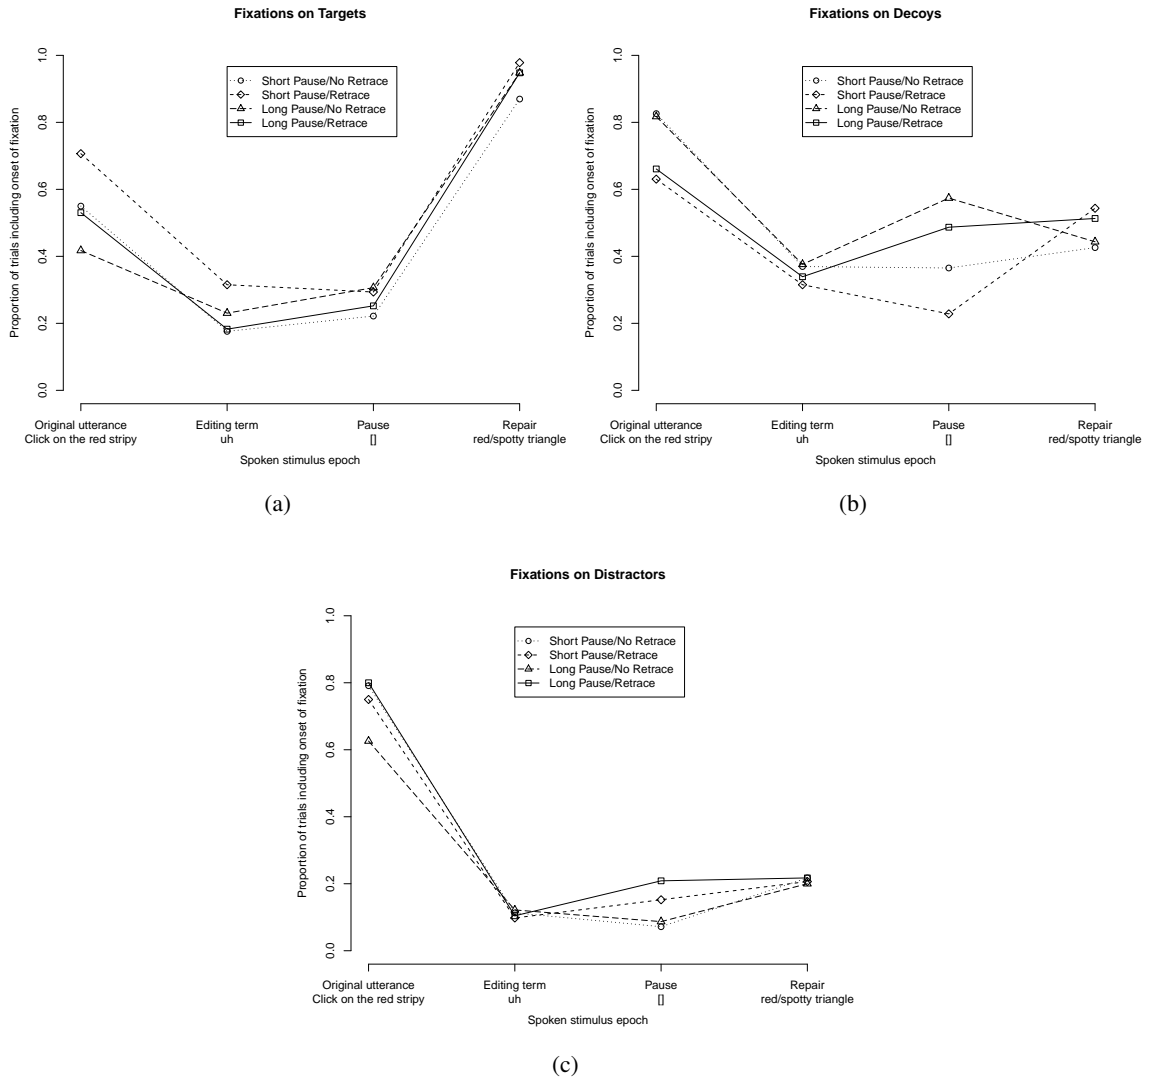 Fixations on Targets
Proportion of trials including onset of fixation
0.0
0.2
0.4
0.6
0.8
1.0
Short Pause/No Retrace
Short Pause/Retrace
Long Pause/No Retrace
Long Pause/Retrace
Original utterance
Click on the red stripy
Editing term
uh
Pause
[]
Repair
red/spotty triangle
Spoken stimulus epoch
(a)
Fixations on Decoys
Proportion of trials including onset of fixation
0.0
0.2
0.4
0.6
0.8
1.0
Short Pause/No Retrace
Short Pause/Retrace
Long Pause/No Retrace
Long Pause/Retrace
Original utterance
Click on the red stripy
Editing term
uh
Pause
[]
Repair
red/spotty triangle
Spoken stimulus epoch
(b)
Fixations on Distractors
Proportion of trials including onset of fixation
0.0
0.2
0.4
0.6
0.8
1.0
Short Pause/No Retrace
Short Pause/Retrace
Long Pause/No Retrace
Long Pause/Retrace
Original utterance
Click on the red stripy
Editing term
uh
Pause
[]
Repair
red/spotty triangle
Spoken stimulus epoch
(c)